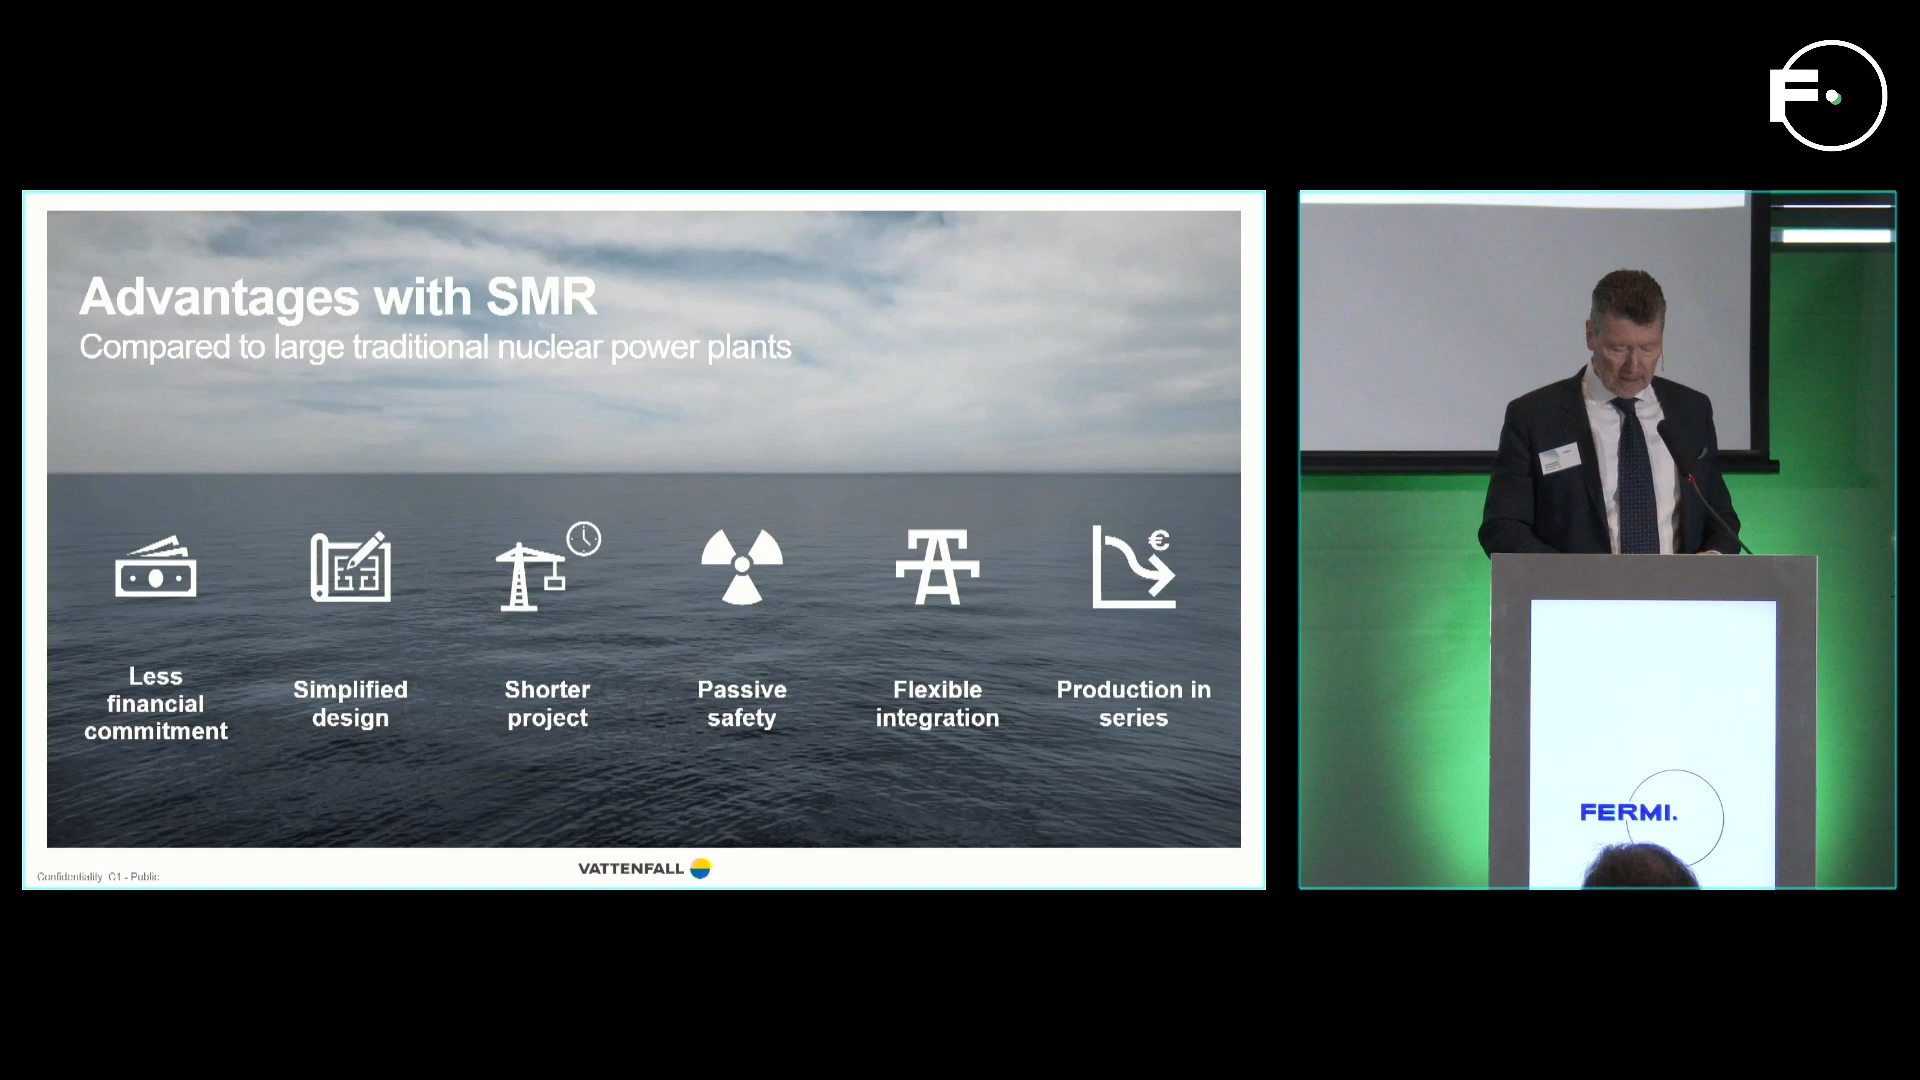 F
Advantages with SMR
Compared to large traditional nuclear power plants
€
Less
financial
commitment
Simplified
design
Shorter
project
Passive
safety
Flexible
integration
Production in
series
Confidentiality C1 - Public
VATTENFALL
FERMI.